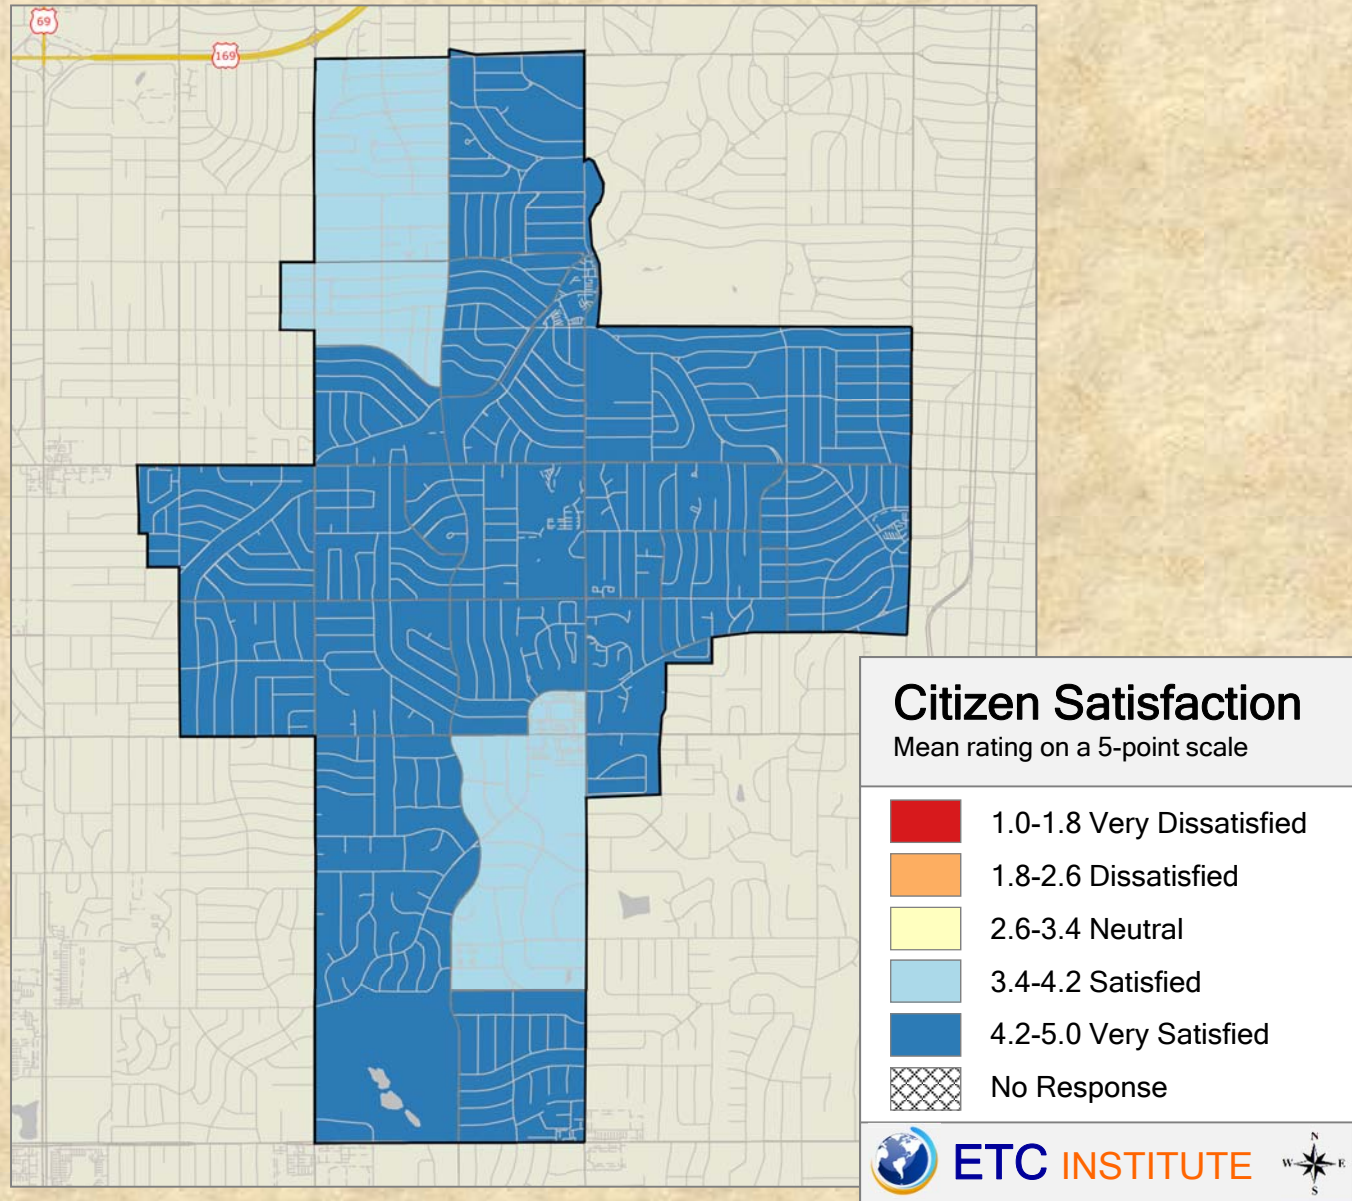 69
169
Citizen Satisfaction
Mean rating on a 5-point scale
1.0-1.8 Very Dissatisfied
1.8-2.6 Dissatisfied
2.6-3.4 Neutral
3.4-4.2 Satisfied
4.2-5.0 Very Satisfied
No Response
ETC INSTITUTE
N
W E
S